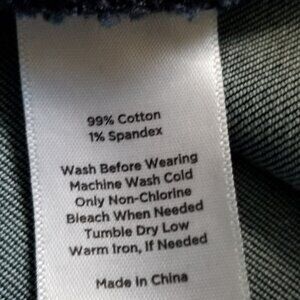 99% Cotton
1% Spandex
Wash Before Wearing
Machine Wash Cold
Only Non-Chlorine
Bleach When Needed
Tumble Dry Low
Warm Iron, If Needed
Made in China